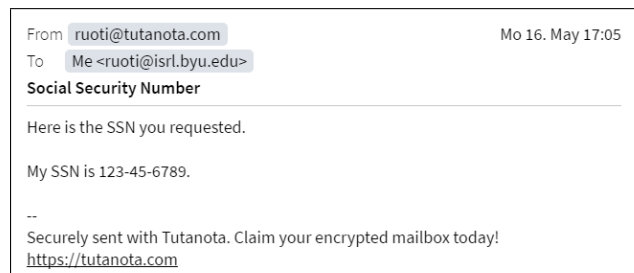 From ruoti@tutanota.com Mo 16. May 17:05
To Me <ruoti@isrl.byu.edu>
Social Security Number
Here is the SSN you requested.
My SSN is 123-45-6789.
--
Securely sent with Tutanota. Claim your encrypted mailbox today!
https://tutanota.com